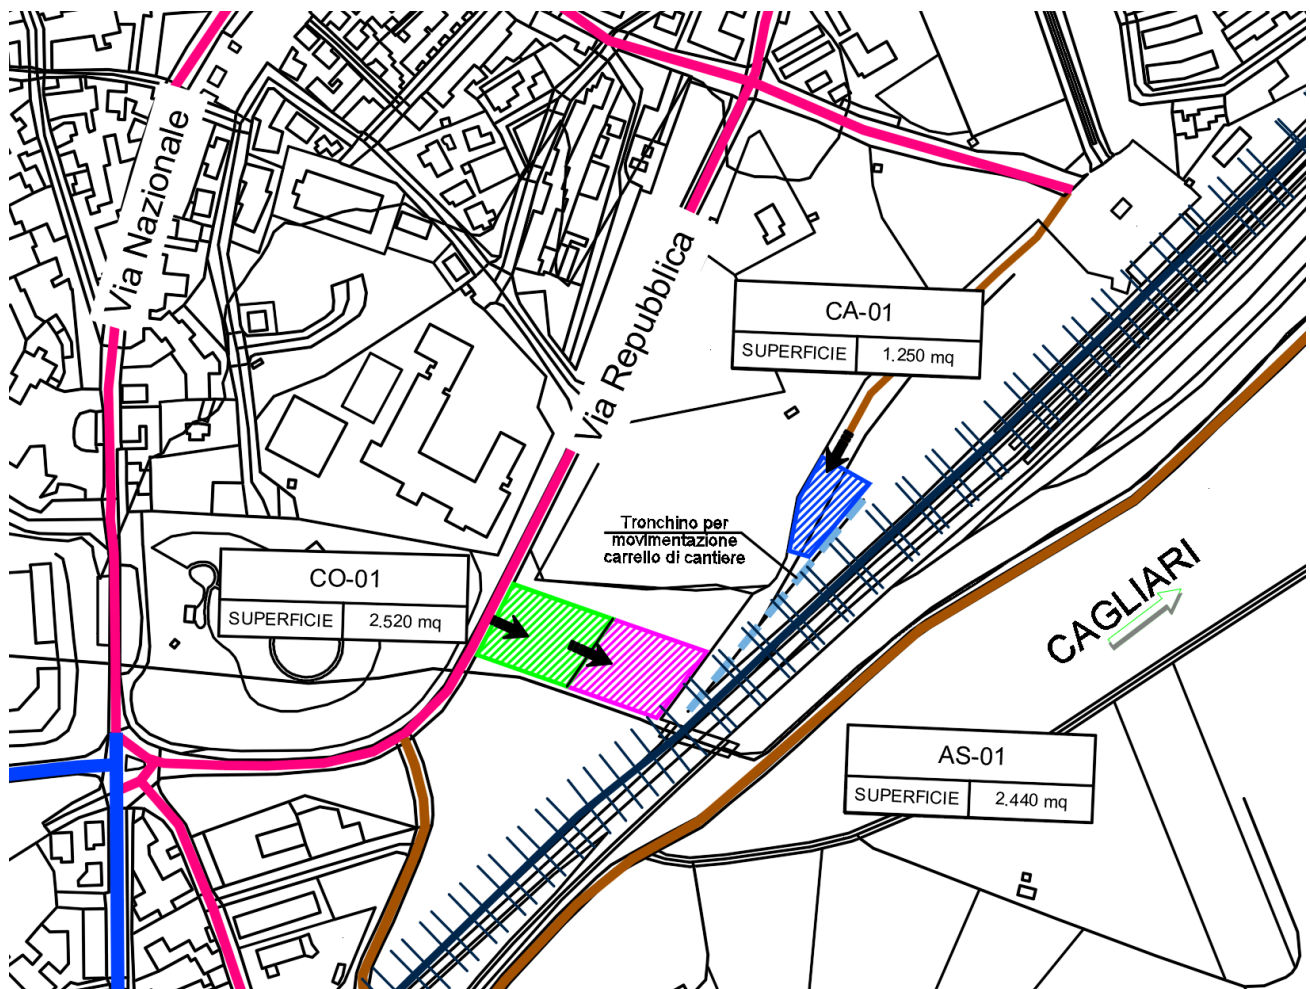 Via Nazionale
Via Repubblica
CA-01
SUPERFICIE 1.250 mq
Tronchino per
movimentazione
carrello di cantiere
CO-01
SUPERFICIE 2.520 mq
CAGLIARI
AS-01
SUPERFICIE 2.440 mq